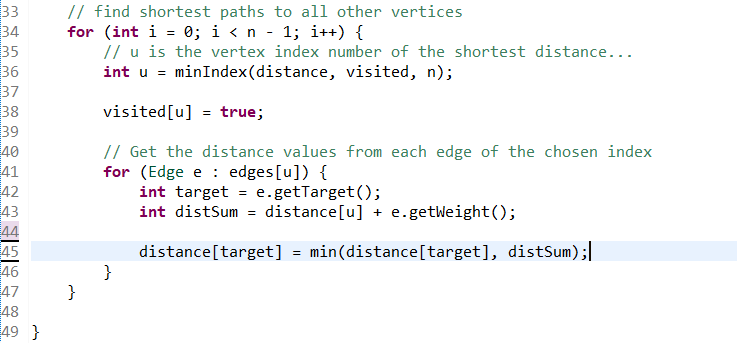 33 // find shortest paths to all other vertices
34 for (int i = 0; i < n - 1; i++) {
35 // u is the vertex index number of the shortest distance...
36 int u = minIndex(distance, visited, n);
37
38 visited[u] = true;
39
40 // Get the distance values from each edge of the chosen index
41 for (Edge e : edges[u]) {
42 int target = e.getTarget();
43 int distSum = distance[u] + e.getWeight();
44
45 distance[target] = min(distance[target], distSum);
46 }
47 }
48
49 }